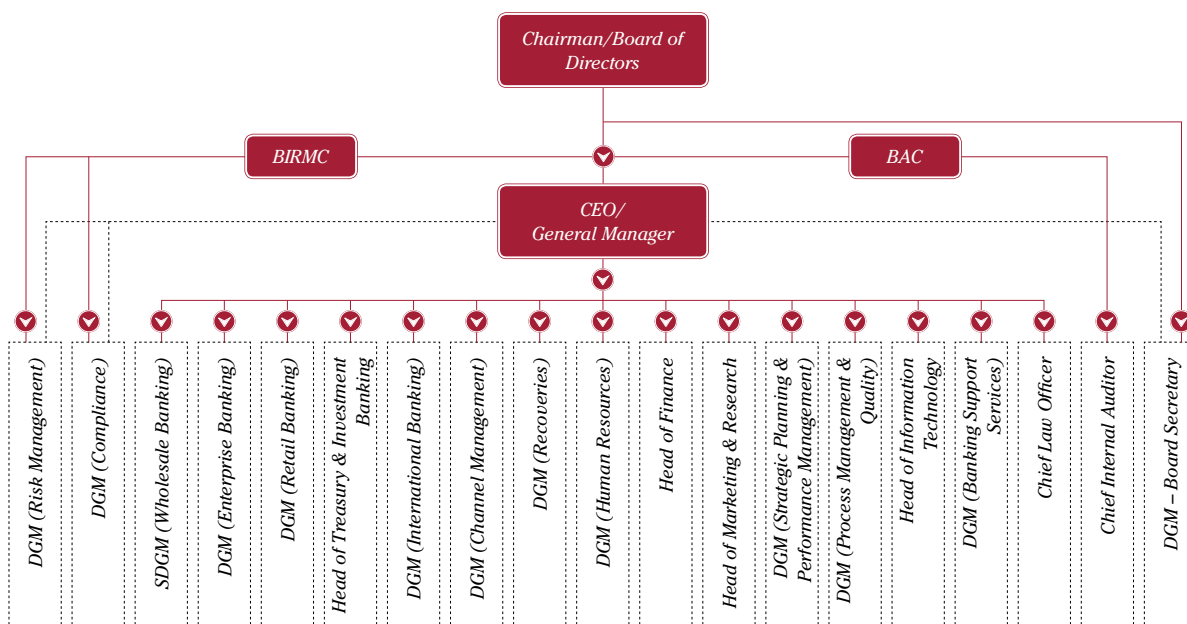 Chairman/Board of
Directors
BIRMC
BAC
CEO/
General Manager
DGM (Risk Management)
DGM (Compliance)
SDGM (Wholesale Banking)
DGM (Enterprise Banking)
DGM (Retail Banking)
Head of Treasury & Investment
Banking
DGM (International Banking)
DGM (Channel Management)
DGM (Recoveries)
DGM (Human Resources)
Head of Finance
Head of Marketing & Research
DGM (Strategic Planning &
Performance Management)
DGM (Process Management &
Quality)
Head of Information
Technology
DGM (Banking Support
Services)
Chief Law Officer
Chief Internal Auditor
DGM – Board Secretary